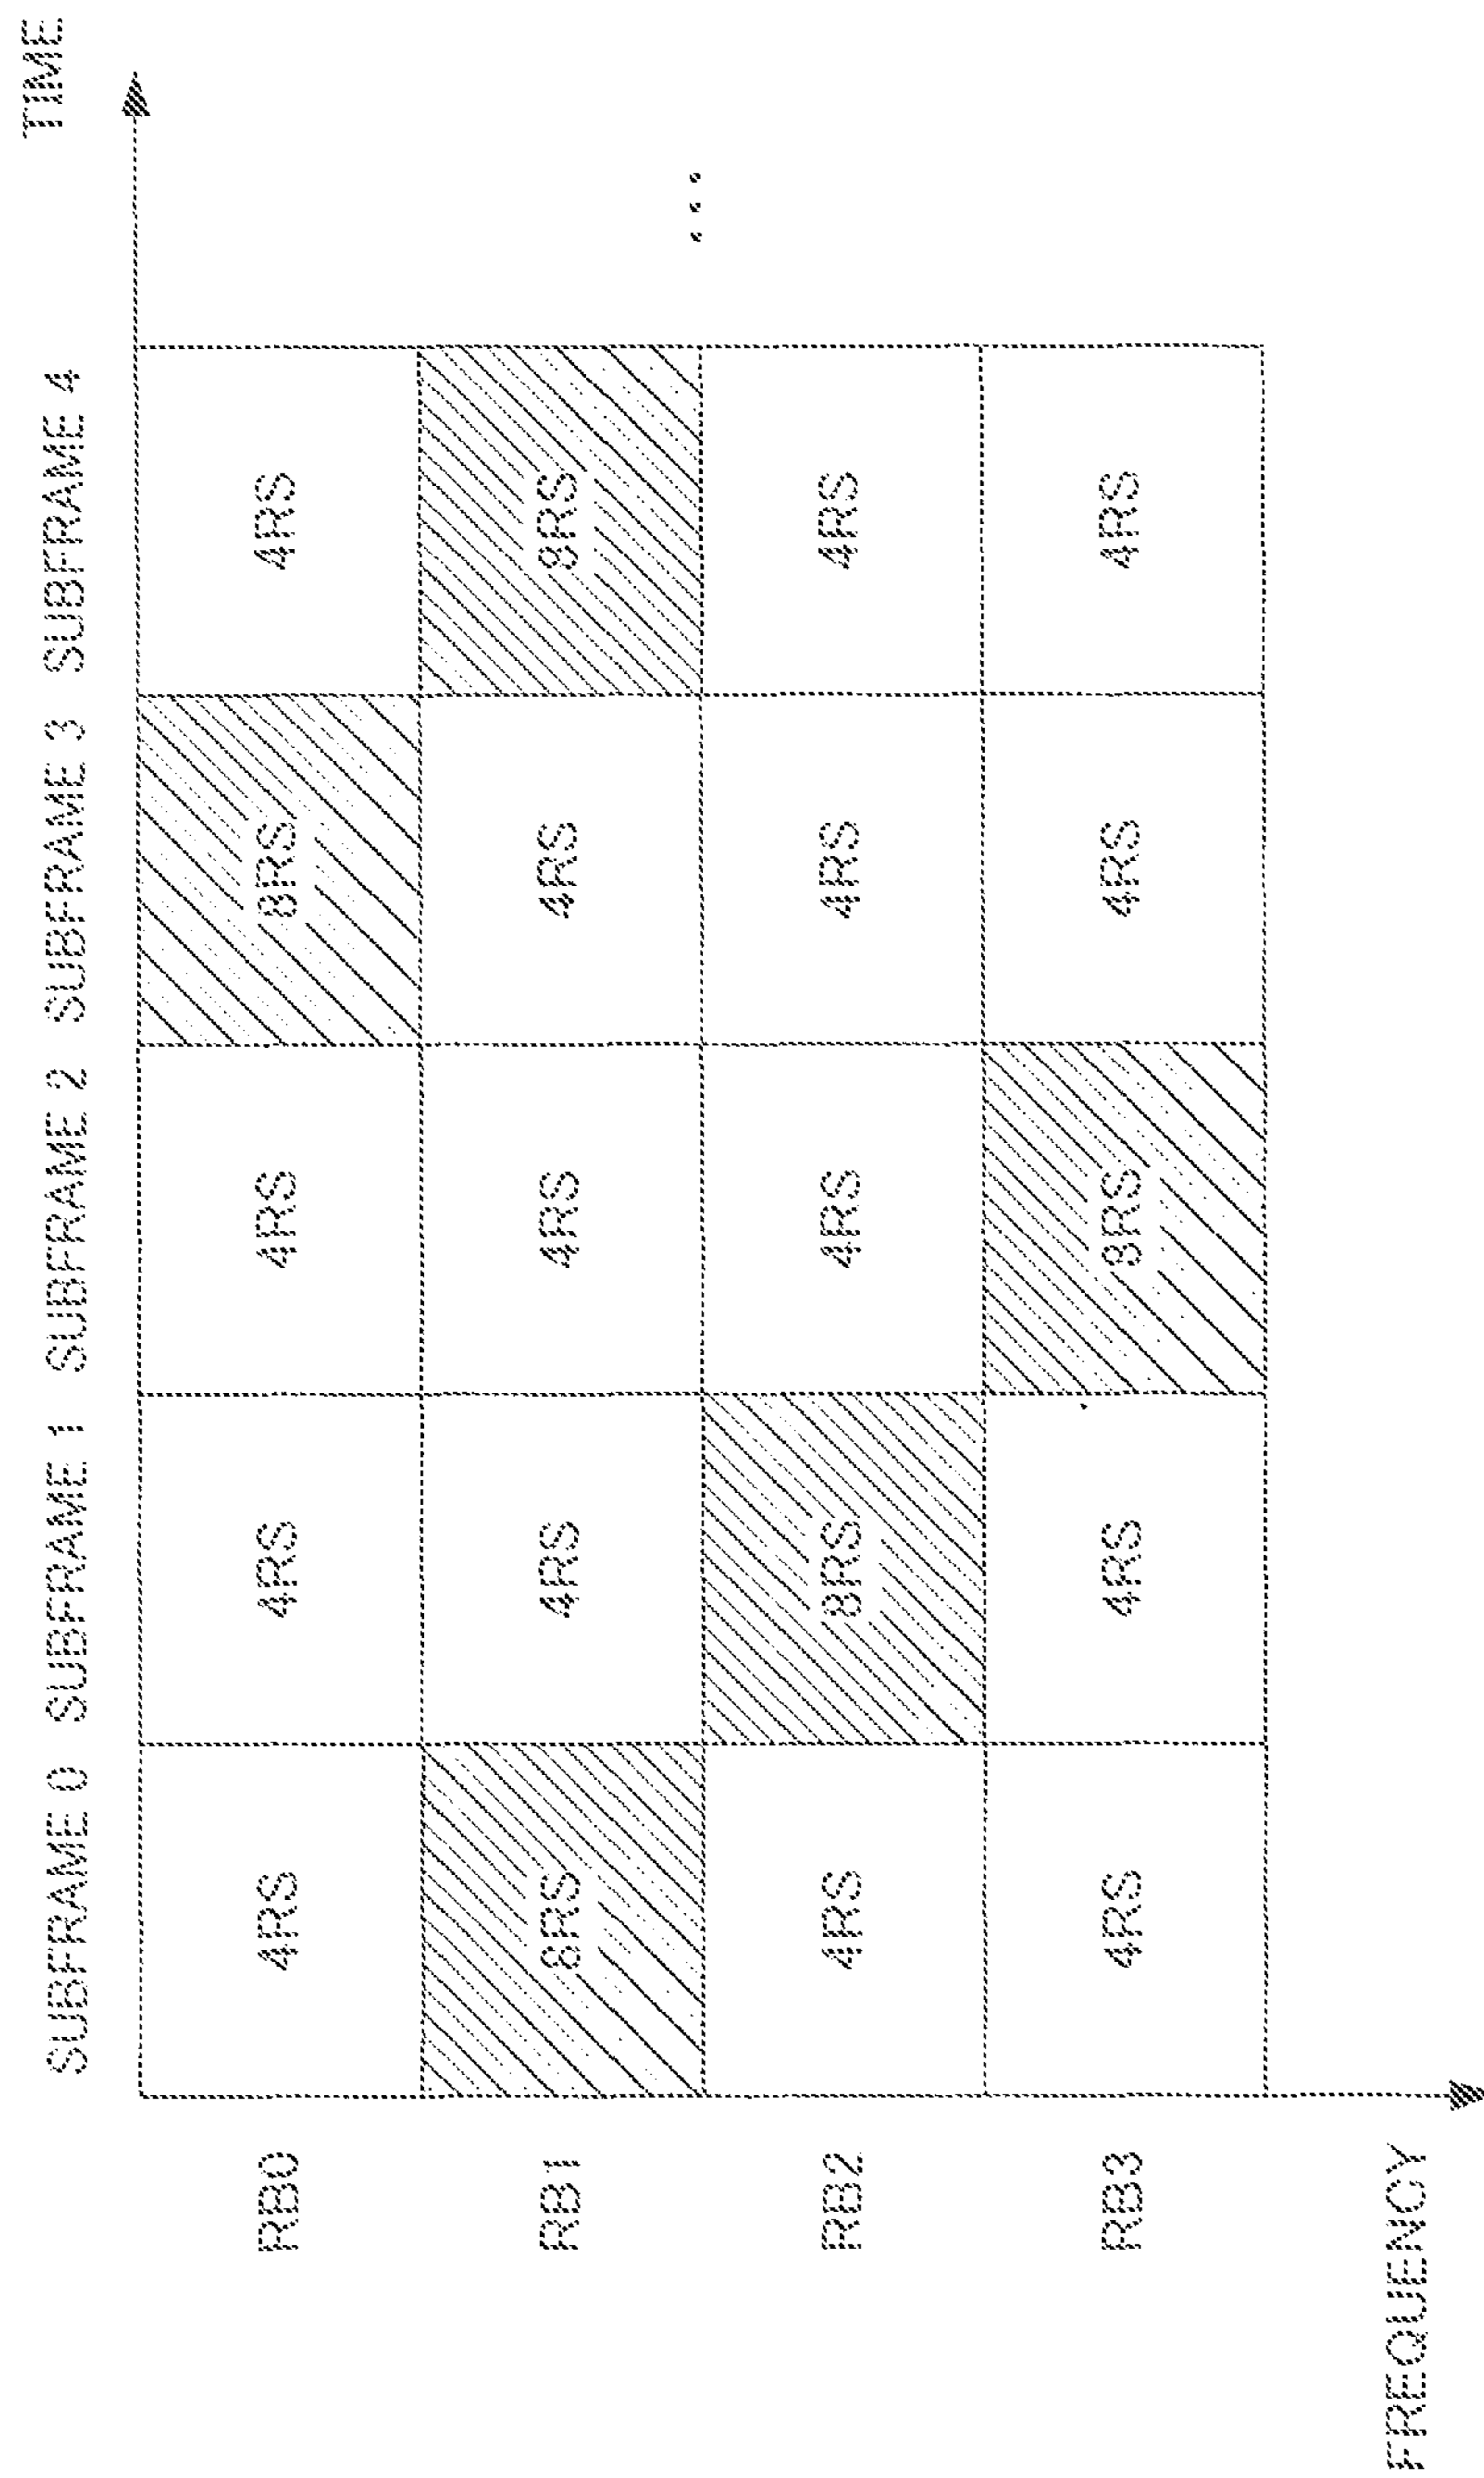 TIME
SUBFRAME 0 SUBFRAME 1 SUBFRAME 2 SUBFRAME 3 SUBFRAME 4
RB0 4RS 4RS 4RS 8RS 4RS
RB1 8RS 4RS 4RS 4RS 8RS
...
RB2 4RS 8RS 4RS 4RS 4RS
RB3 4RS 4RS 8RS 4RS 4RS
FREQUENCY